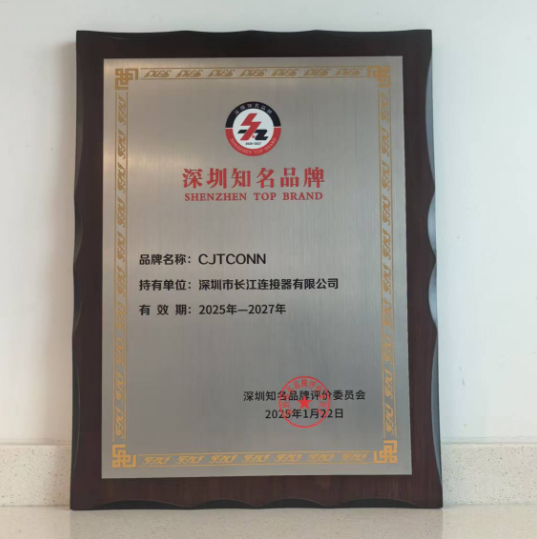 深圳知名品牌
SHENZHEN TOP BRAND
品牌名称：CJTCONN
持有单位：深圳市长江连接器有限公司
有 效 期：2025年—2027年
深圳知名品牌评价委员会
2025年1月22日